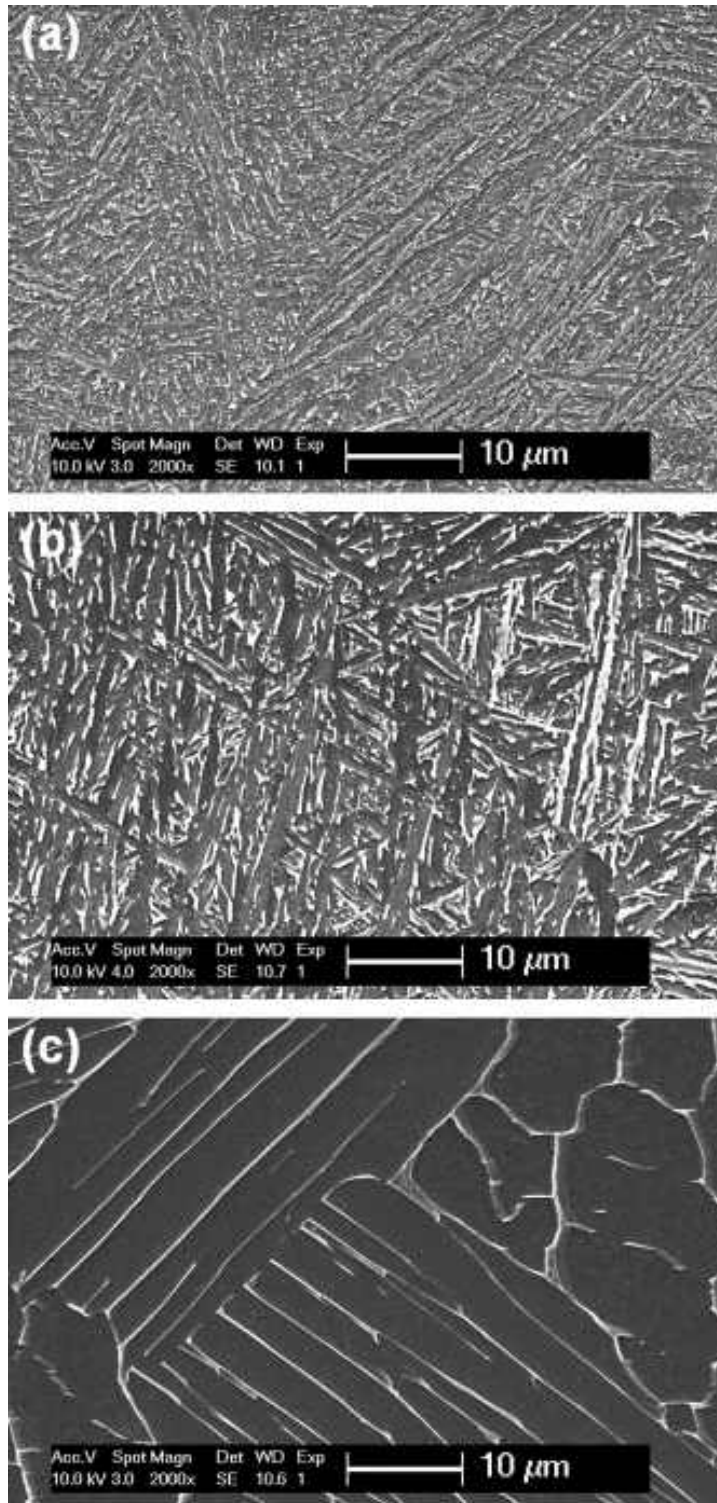 (a)
Acc.V Spot Magn Det WD Exp
10.0 kV 3.0 2000x SE 10.1 1
10 µm
(b)
Acc.V Spot Magn Det WD Exp
10.0 kV 4.0 2000x SE 10.7 1
10 µm
(c)
Acc.V Spot Magn Det WD Exp
10.0 kV 3.0 2000x SE 10.6 1
10 µm